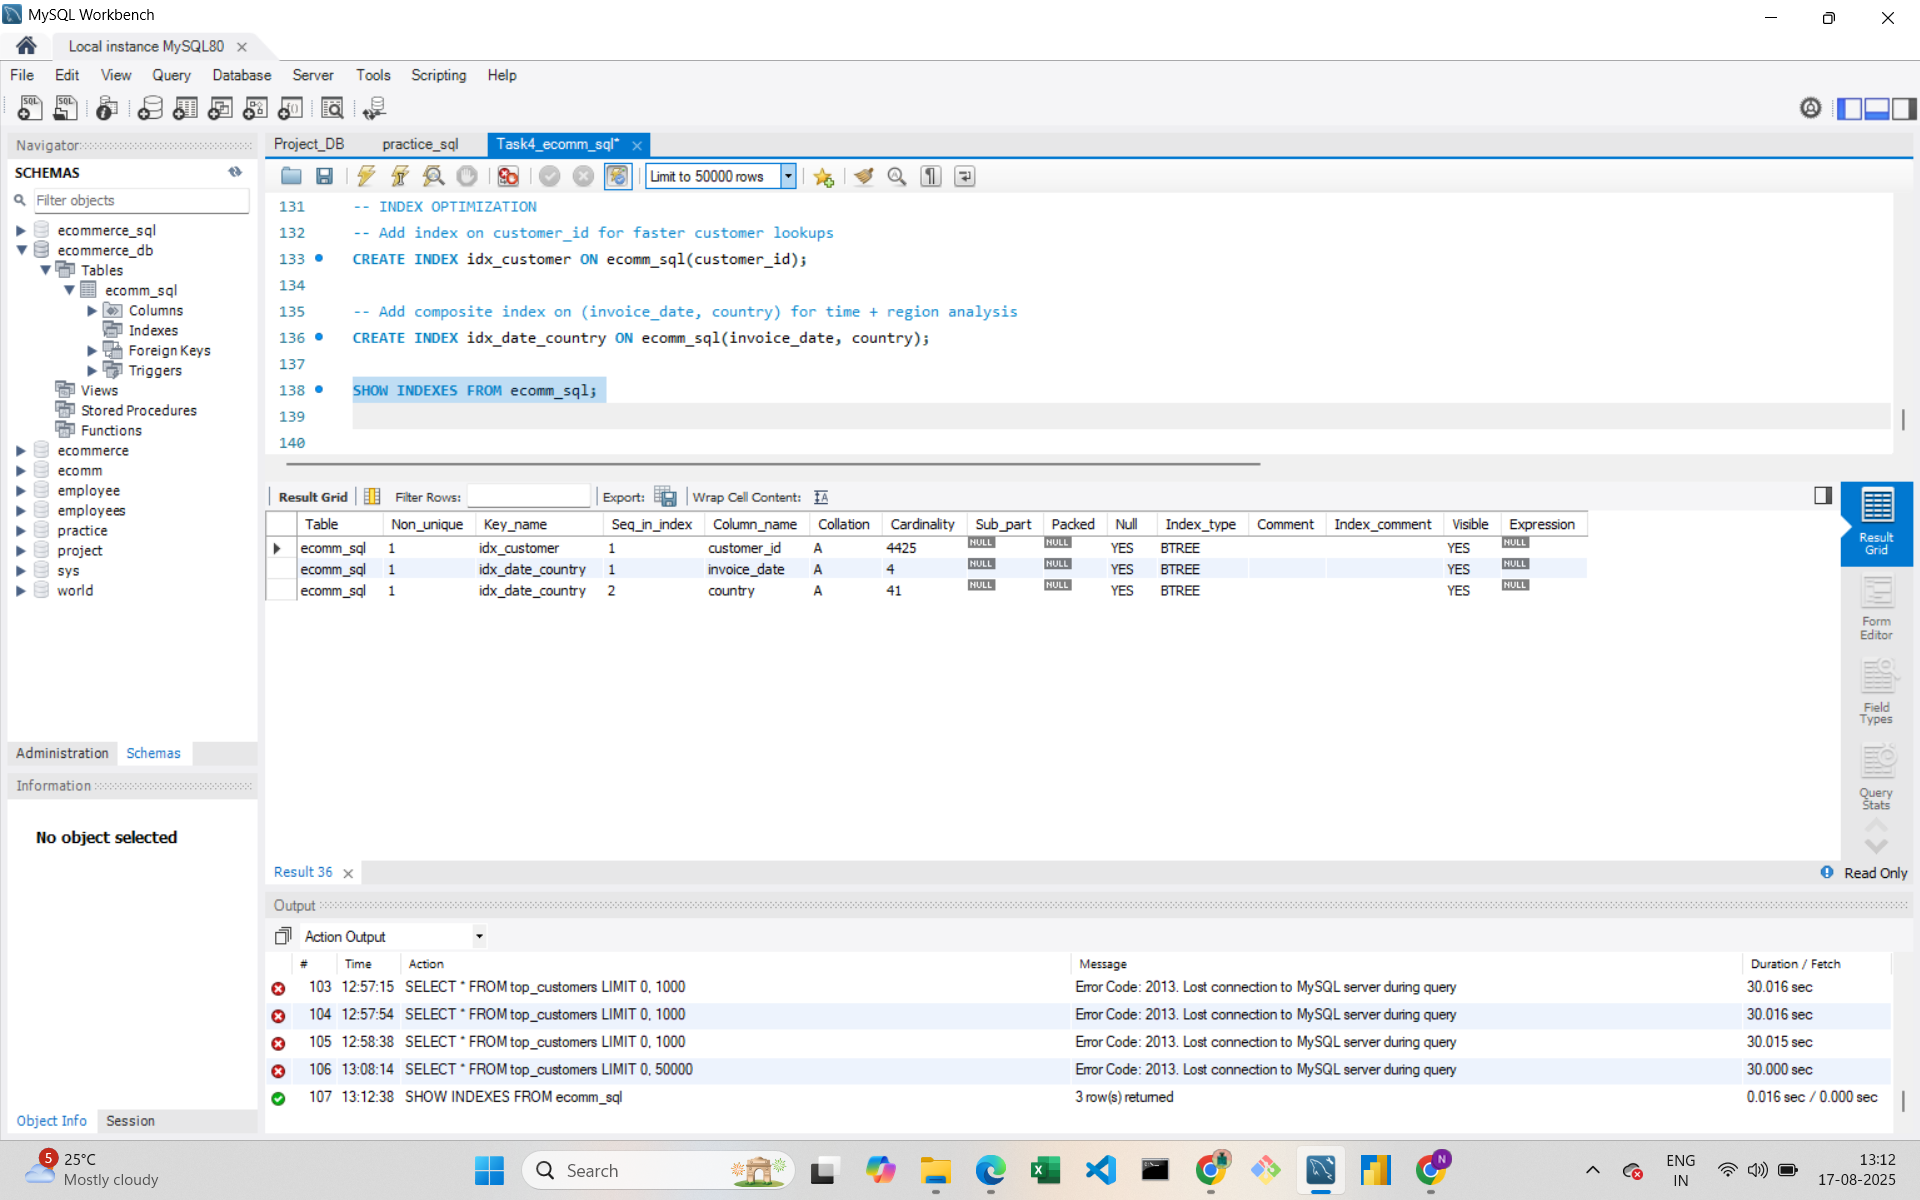 MySQL Workbench
Local instance MySQL80
File Edit View Query Database Server Tools Scripting Help
Navigator
SCHEMAS
Filter objects
ecommerce_sql
ecommerce_db
Tables
ecomm_sql
Columns
Indexes
Foreign Keys
Triggers
Views
Stored Procedures
Functions
ecommerce
ecomm
employee
employees
practice
project
sys
world
Administration Schemas
Information
No object selected
Object Info Session
Project_DB practice_sql Task4_ecomm_sql*
Limit to 50000 rows
131 -- INDEX OPTIMIZATION
132 -- Add index on customer_id for faster customer lookups
133 CREATE INDEX idx_customer ON ecomm_sql(customer_id);
134
135 -- Add composite index on (invoice_date, country) for time + region analysis
136 CREATE INDEX idx_date_country ON ecomm_sql(invoice_date, country);
137
138 SHOW INDEXES FROM ecomm_sql;
139
140
Result Grid Filter Rows: Export: Wrap Cell Content:
Table Non_unique Key_name Seq_in_index Column_name Collation Cardinality Sub_part Packed Null Index_type Comment Index_comment Visible Expression
ecomm_sql 1 idx_customer 1 customer_id A 4425 NULL NULL YES BTREE YES NULL
ecomm_sql 1 idx_date_country 1 invoice_date A 4 NULL NULL YES BTREE YES NULL
ecomm_sql 1 idx_date_country 2 country A 41 NULL NULL YES BTREE YES NULL
Result Grid
Form Editor
Field Types
Query Stats
Result 36
Read Only
Output
Action Output
# Time Action Message Duration / Fetch
103 12:57:15 SELECT * FROM top_customers LIMIT 0, 1000 Error Code: 2013. Lost connection to MySQL server during query 30.016 sec
104 12:57:54 SELECT * FROM top_customers LIMIT 0, 1000 Error Code: 2013. Lost connection to MySQL server during query 30.016 sec
105 12:58:38 SELECT * FROM top_customers LIMIT 0, 1000 Error Code: 2013. Lost connection to MySQL server during query 30.015 sec
106 13:08:14 SELECT * FROM top_customers LIMIT 0, 50000 Error Code: 2013. Lost connection to MySQL server during query 30.000 sec
107 13:12:38 SHOW INDEXES FROM ecomm_sql 3 row(s) returned 0.016 sec / 0.000 sec
5
25°C
Mostly cloudy
Search
N
ENG
IN
13:12
17-08-2025